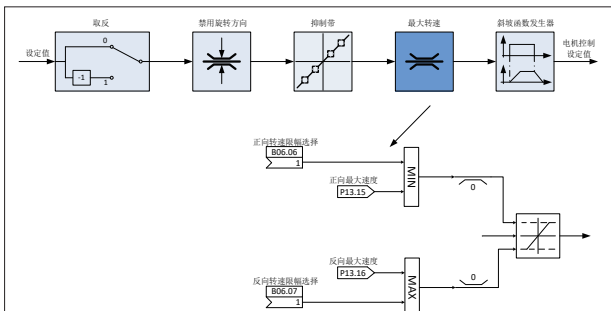 取反
禁用旋转方向
抑制带
最大转速
斜坡函数发生器
设定值
0
-1
1
电机控制
设定值
正向转速限幅选择
B06.06
1
正向最大速度
P13.15
MIN
0
反向最大速度
P13.16
反向转速限幅选择
B06.07
1
MAX
0